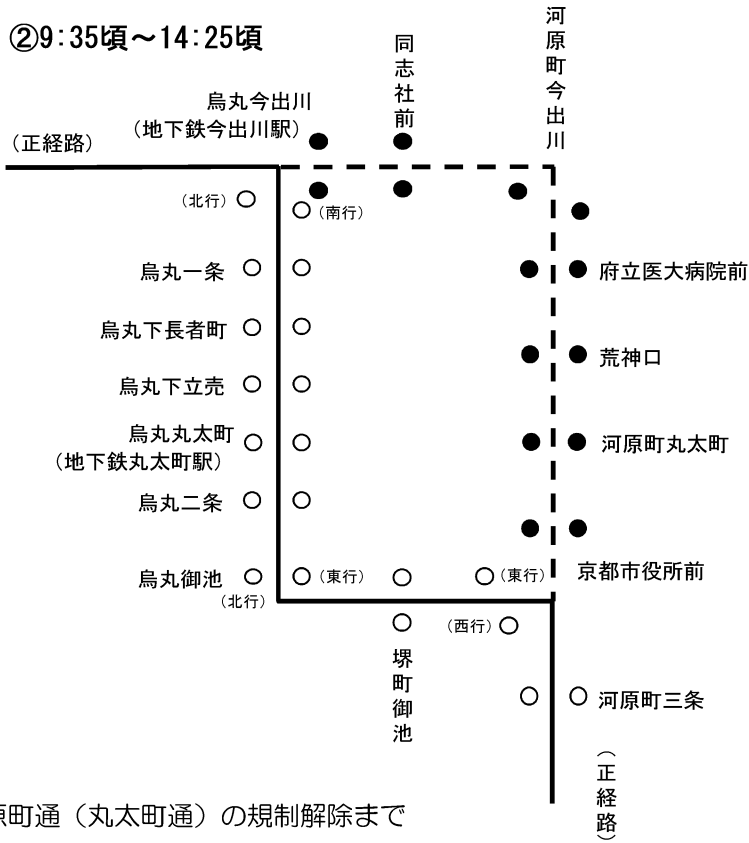 ②9:35頃～14:25頃
河原町今出川
同志社前
烏丸今出川
（地下鉄今出川駅）
（正経路）
（北行）
（南行）
烏丸一条
府立医大病院前
烏丸下長者町
荒神口
烏丸下立売
烏丸丸太町
（地下鉄丸太町駅）
河原町丸太町
烏丸二条
烏丸御池
（北行）
（東行）
（東行）
京都市役所前
（西行）
堺町御池
河原町三条
（正経路）
原町通（丸太町通）の規制解除まで